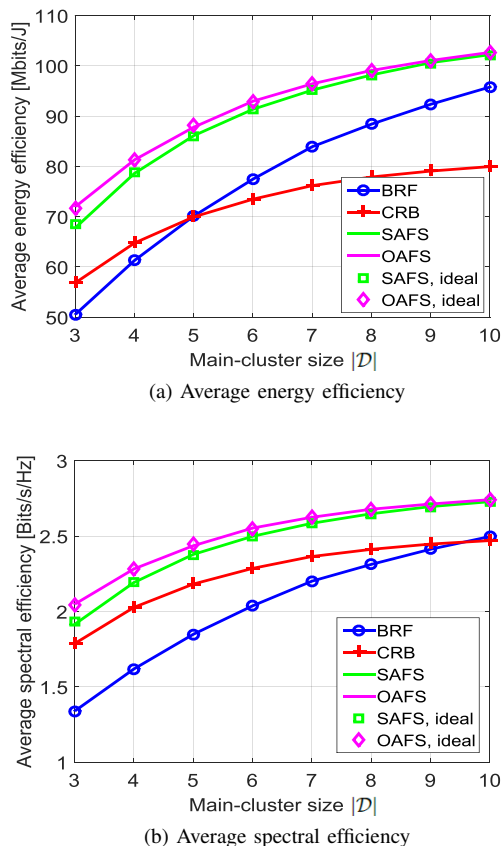 110
100
90
80
70
60
50
Average energy efficiency [Mbits/J]
BRF
CRB
SAFS
OAFS
SAFS, ideal
OAFS, ideal
3 4 5 6 7 8 9 10
Main-cluster size |𝒟|
(a) Average energy efficiency
3
2.5
2
1.5
1
Average spectral efficiency [Bits/s/Hz]
BRF
CRB
SAFS
OAFS
SAFS, ideal
OAFS, ideal
3 4 5 6 7 8 9 10
Main-cluster size |𝒟|
(b) Average spectral efficiency